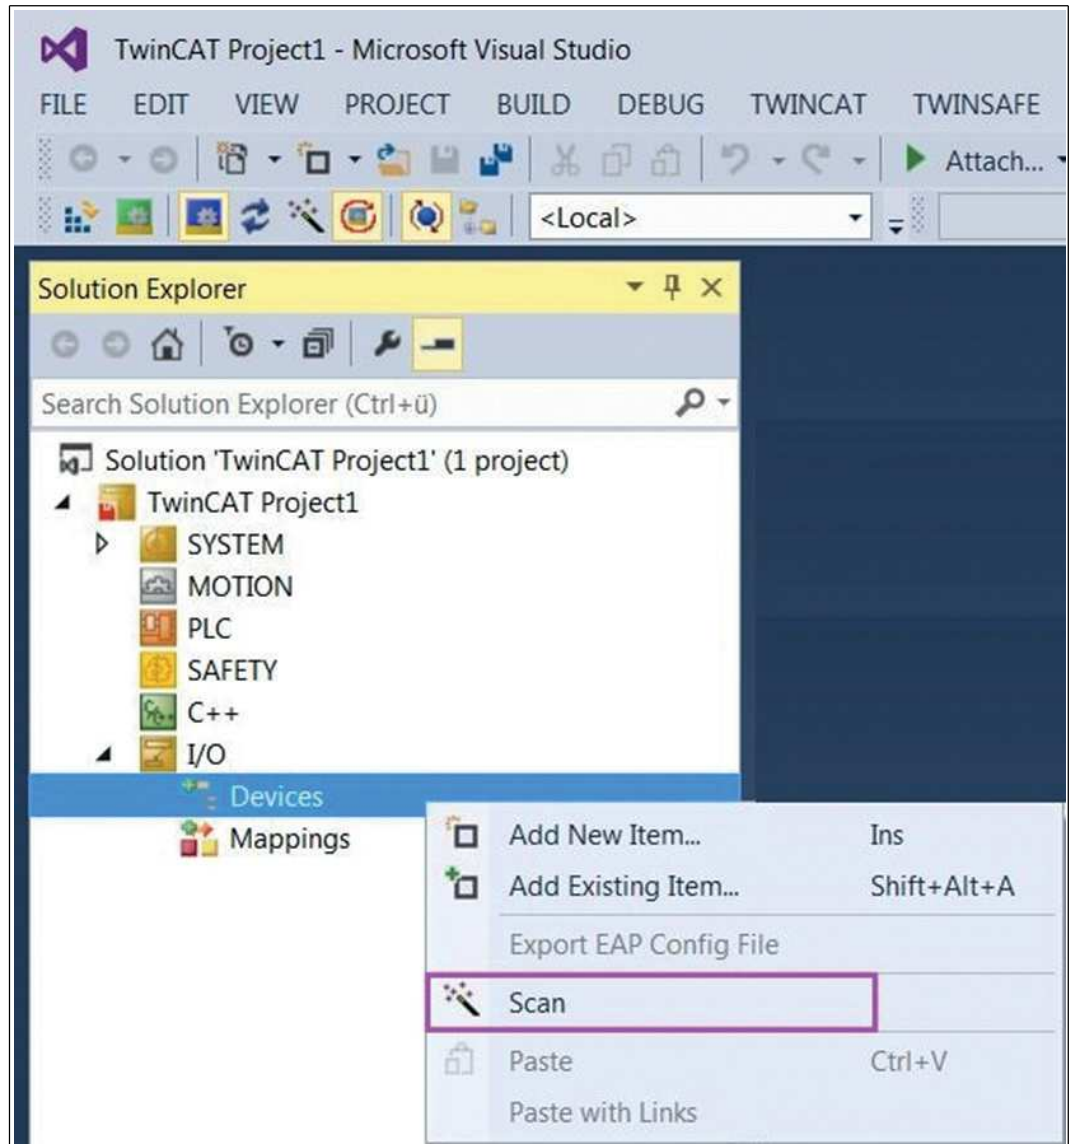 TwinCAT Project1 - Microsoft Visual Studio
FILE EDIT VIEW PROJECT BUILD DEBUG TWINCAT TWINSAFE
Attach...
<Local>
Solution Explorer
Search Solution Explorer (Ctrl+ü)
Solution 'TwinCAT Project1' (1 project)
TwinCAT Project1
SYSTEM
MOTION
PLC
SAFETY
C++
I/O
Devices
Mappings
Add New Item... Ins
Add Existing Item... Shift+Alt+A
Export EAP Config File
Scan
Paste Ctrl+V
Paste with Links